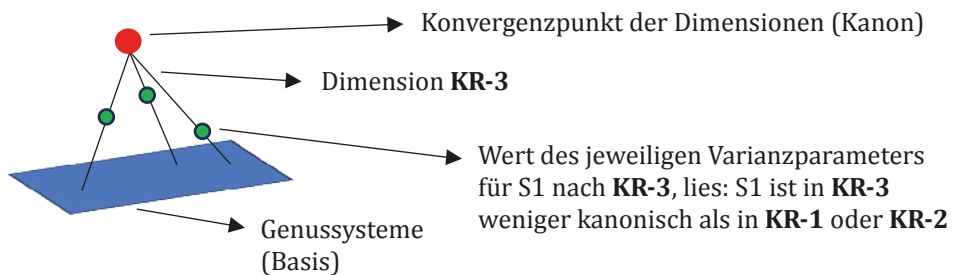 Konvergenzpunkt der Dimensionen (Kanon)
Dimension KR-3
Wert des jeweiligen Varianzparameters
für S1 nach KR-3, lies: S1 ist in KR-3
weniger kanonisch als in KR-1 oder KR-2
Genussysteme
(Basis)